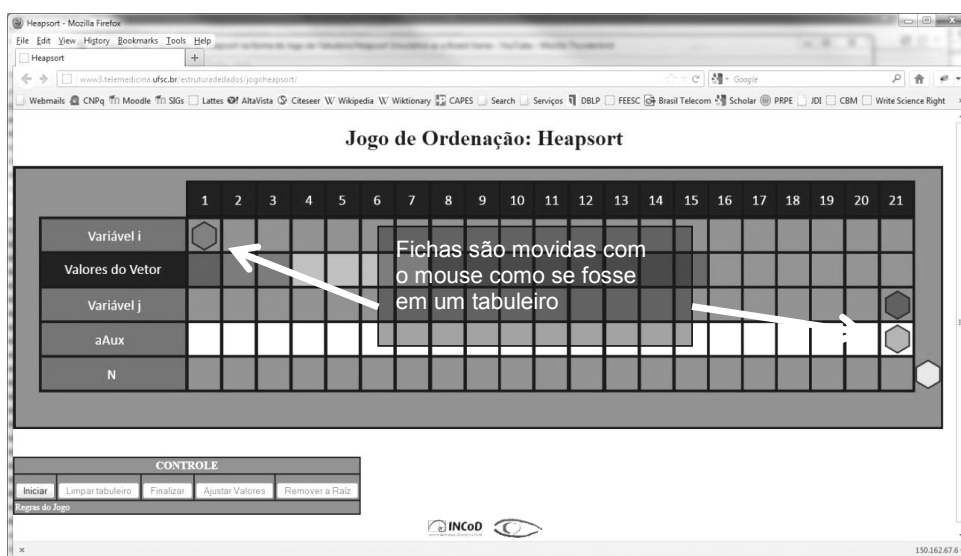 Heapsort - Mozilla Firefox
File Edit View History Bookmarks Tools Help
Heapsort +
www3.telemedicina.ufsc.br/estruturadedados/jogoheapsort/
Google
Webmails CNPq Moodle SIGs Lattes AltaVista Citeseer Wikipedia Wiktionary CAPES Search Serviços DBLP FEESC Brasil Telecom Scholar PRPE JDI CBM Write Science Right
Jogo de Ordenação: Heapsort
1 2 3 4 5 6 7 8 9 10 11 12 13 14 15 16 17 18 19 20 21
Variável i
Valores do Vetor
Variável j
aAux
N
Fichas são movidas com
o mouse como se fosse
em um tabuleiro
CONTROLE
Iniciar Limpar tabuleiro Finalizar Ajustar Valores Remover a Raíz
Regras do Jogo
INCoD
150.162.67.6